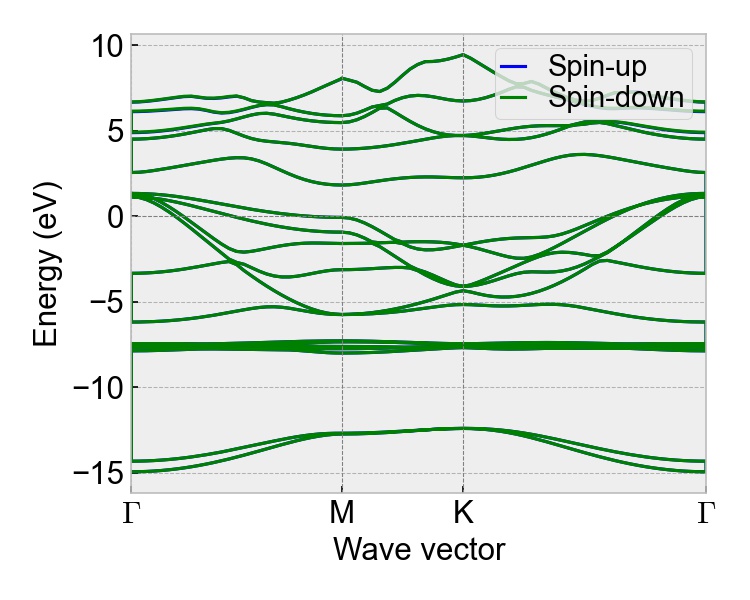 10
5
0
−5
−10
−15
Energy (eV)
Spin-up
Spin-down
Γ M K Γ
Wave vector